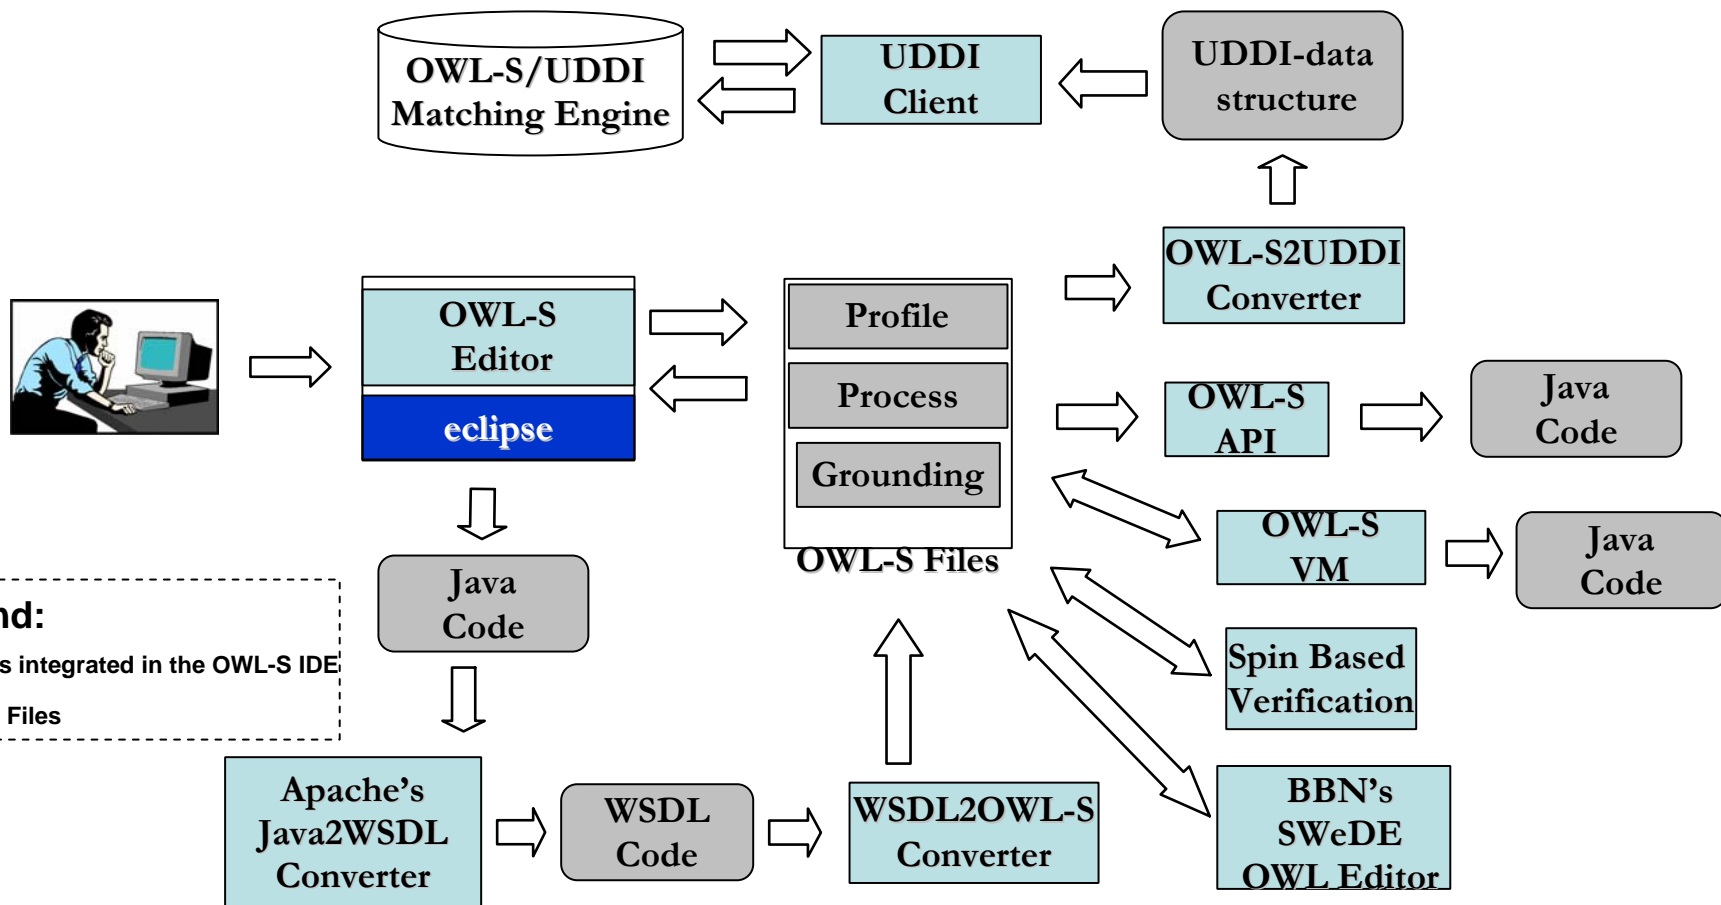 OWL-S/UDDI
Matching Engine
UDDI
Client
UDDI-data
structure
OWL-S2UDDI
Converter
OWL-S
Editor
eclipse
Profile
Process
Grounding
OWL-S Files
OWL-S
API
Java
Code
OWL-S
VM
Java
Code
Java
Code
nd:
s integrated in the OWL-S IDE
Files
Spin Based
Verification
Apache's
Java2WSDL
Converter
WSDL
Code
WSDL2OWL-S
Converter
BBN's
SWeDE
OWL Editor